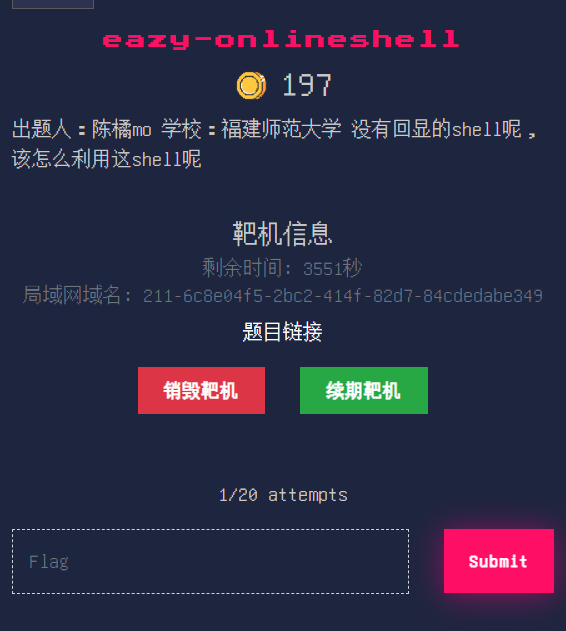 eazy-onlineshell
197
出题人：陈橘mo 学校：福建师范大学 没有回显的shell呢，
该怎么利用这shell呢
靶机信息
剩余时间: 3551秒
局域网域名: 211-6c8e04f5-2bc2-414f-82d7-84cdedabe349
题目链接
销毁靶机 续期靶机
1/20 attempts
Flag Submit